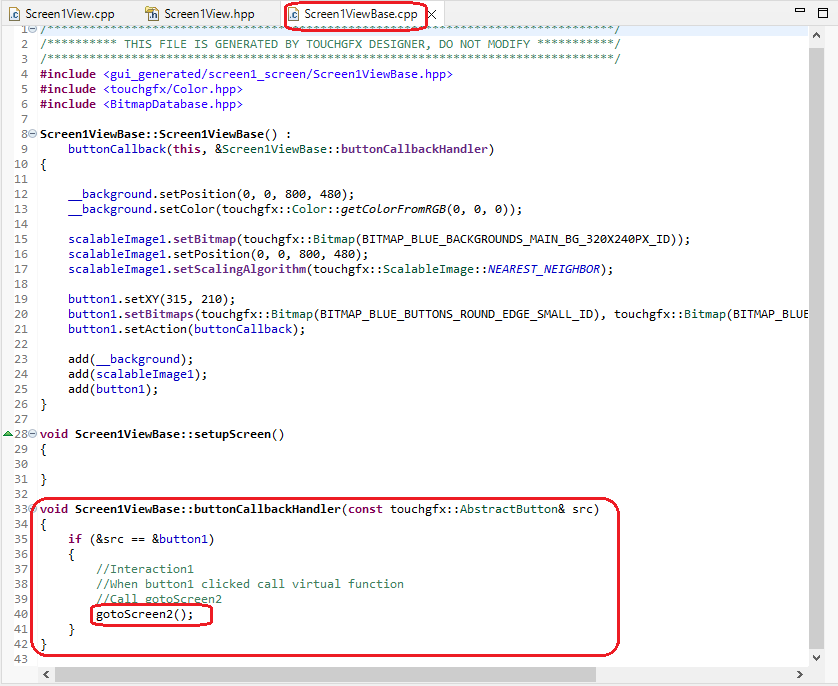 Screen1View.cpp Screen1View.hpp Screen1ViewBase.cpp
1 /*********************************************************************************/
2 /********** THIS FILE IS GENERATED BY TOUCHGFX DESIGNER, DO NOT MODIFY ***********/
3 /*********************************************************************************/
4 #include <gui_generated/screen1_screen/Screen1ViewBase.hpp>
5 #include <touchgfx/Color.hpp>
6 #include <BitmapDatabase.hpp>
7
8 Screen1ViewBase::Screen1ViewBase() :
9     buttonCallback(this, &Screen1ViewBase::buttonCallbackHandler)
10 {
11
12     __background.setPosition(0, 0, 800, 480);
13     __background.setColor(touchgfx::Color::getColorFromRGB(0, 0, 0));
14
15     scalableImage1.setBitmap(touchgfx::Bitmap(BITMAP_BLUE_BACKGROUNDS_MAIN_BG_320X240PX_ID));
16     scalableImage1.setPosition(0, 0, 800, 480);
17     scalableImage1.setScalingAlgorithm(touchgfx::ScalableImage::NEAREST_NEIGHBOR);
18
19     button1.setXY(315, 210);
20     button1.setBitmaps(touchgfx::Bitmap(BITMAP_BLUE_BUTTONS_ROUND_EDGE_SMALL_ID), touchgfx::Bitmap(BITMAP_BLUE
21     button1.setAction(buttonCallback);
22
23     add(__background);
24     add(scalableImage1);
25     add(button1);
26 }
27
28 void Screen1ViewBase::setupScreen()
29 {
30
31 }
32
33 void Screen1ViewBase::buttonCallbackHandler(const touchgfx::AbstractButton& src)
34 {
35     if (&src == &button1)
36     {
37         //Interaction1
38         //When button1 clicked call virtual function
39         //Call gotoScreen2
40         gotoScreen2();
41     }
42 }
43